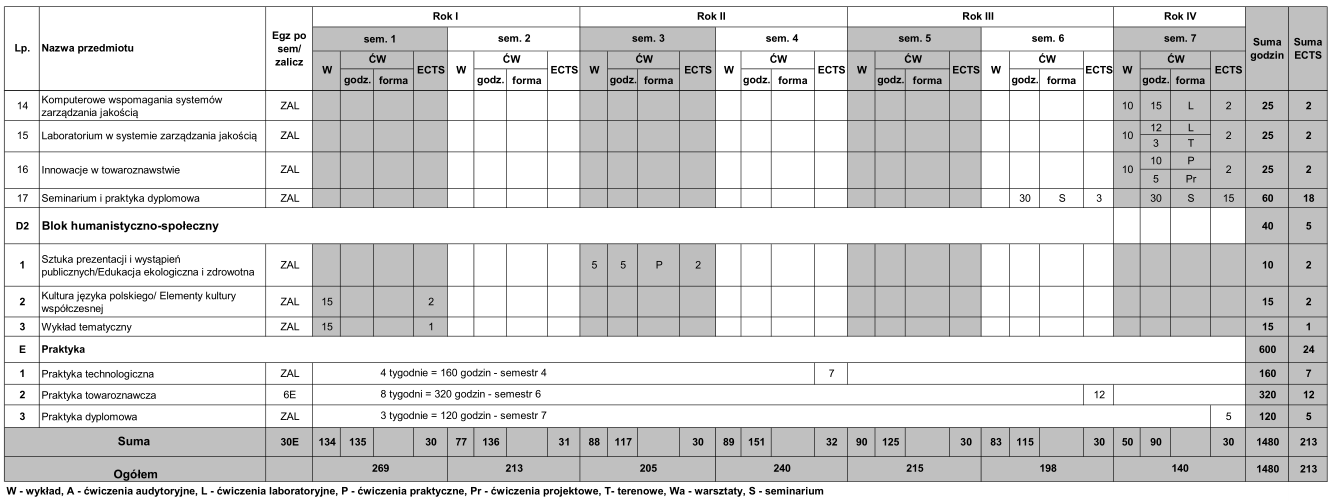 Rok I Rok II Rok III Rok IV
Lp. Nazwa przedmiotu Egz po sem/ zalicz sem. 1 sem. 2 sem. 3 sem. 4 sem. 5 sem. 6 sem. 7 Suma godzin Suma ECTS
W ĆW ECTS W ĆW ECTS W ĆW ECTS W ĆW ECTS W ĆW ECTS W ĆW ECTS W ĆW ECTS
godz. forma godz. forma godz. forma godz. forma godz. forma godz. forma godz. forma
14 Komputerowe wspomagania systemów
zarządzania jakością ZAL 10 15 L 2 25 2
15 Laboratorium w systemie zarządzania jakością ZAL 10 12 L 2 25 2
3 T
16 Innowacje w towaroznawstwie ZAL 10 10 P 2 25 2
5 Pr
17 Seminarium i praktyka dyplomowa ZAL 30 S 3 30 S 15 60 18
D2 Blok humanistyczno-społeczny 40 5
1 Sztuka prezentacji i wystąpień
publicznych/Edukacja ekologiczna i zdrowotna ZAL 5 5 P 2 10 2
2 Kultura języka polskiego/ Elementy kultury
współczesnej ZAL 15 2 15 2
3 Wykład tematyczny ZAL 15 1 15 1
E Praktyka 600 24
1 Praktyka technologiczna ZAL 4 tygodnie = 160 godzin - semestr 4 7 160 7
2 Praktyka towaroznawcza 6E 8 tygodni = 320 godzin - semestr 6 12 320 12
3 Praktyka dyplomowa ZAL 3 tygodnie = 120 godzin - semestr 7 5 120 5
Suma 30E 134 135 30 77 136 31 88 117 30 89 151 32 90 125 30 83 115 30 50 90 30 1480 213
Ogółem 269 213 205 240 215 198 140 1480 213
W - wykład, A - ćwiczenia audytoryjne, L - ćwiczenia laboratoryjne, P - ćwiczenia praktyczne, Pr - ćwiczenia projektowe, T- terenowe, Wa - warsztaty, S - seminarium